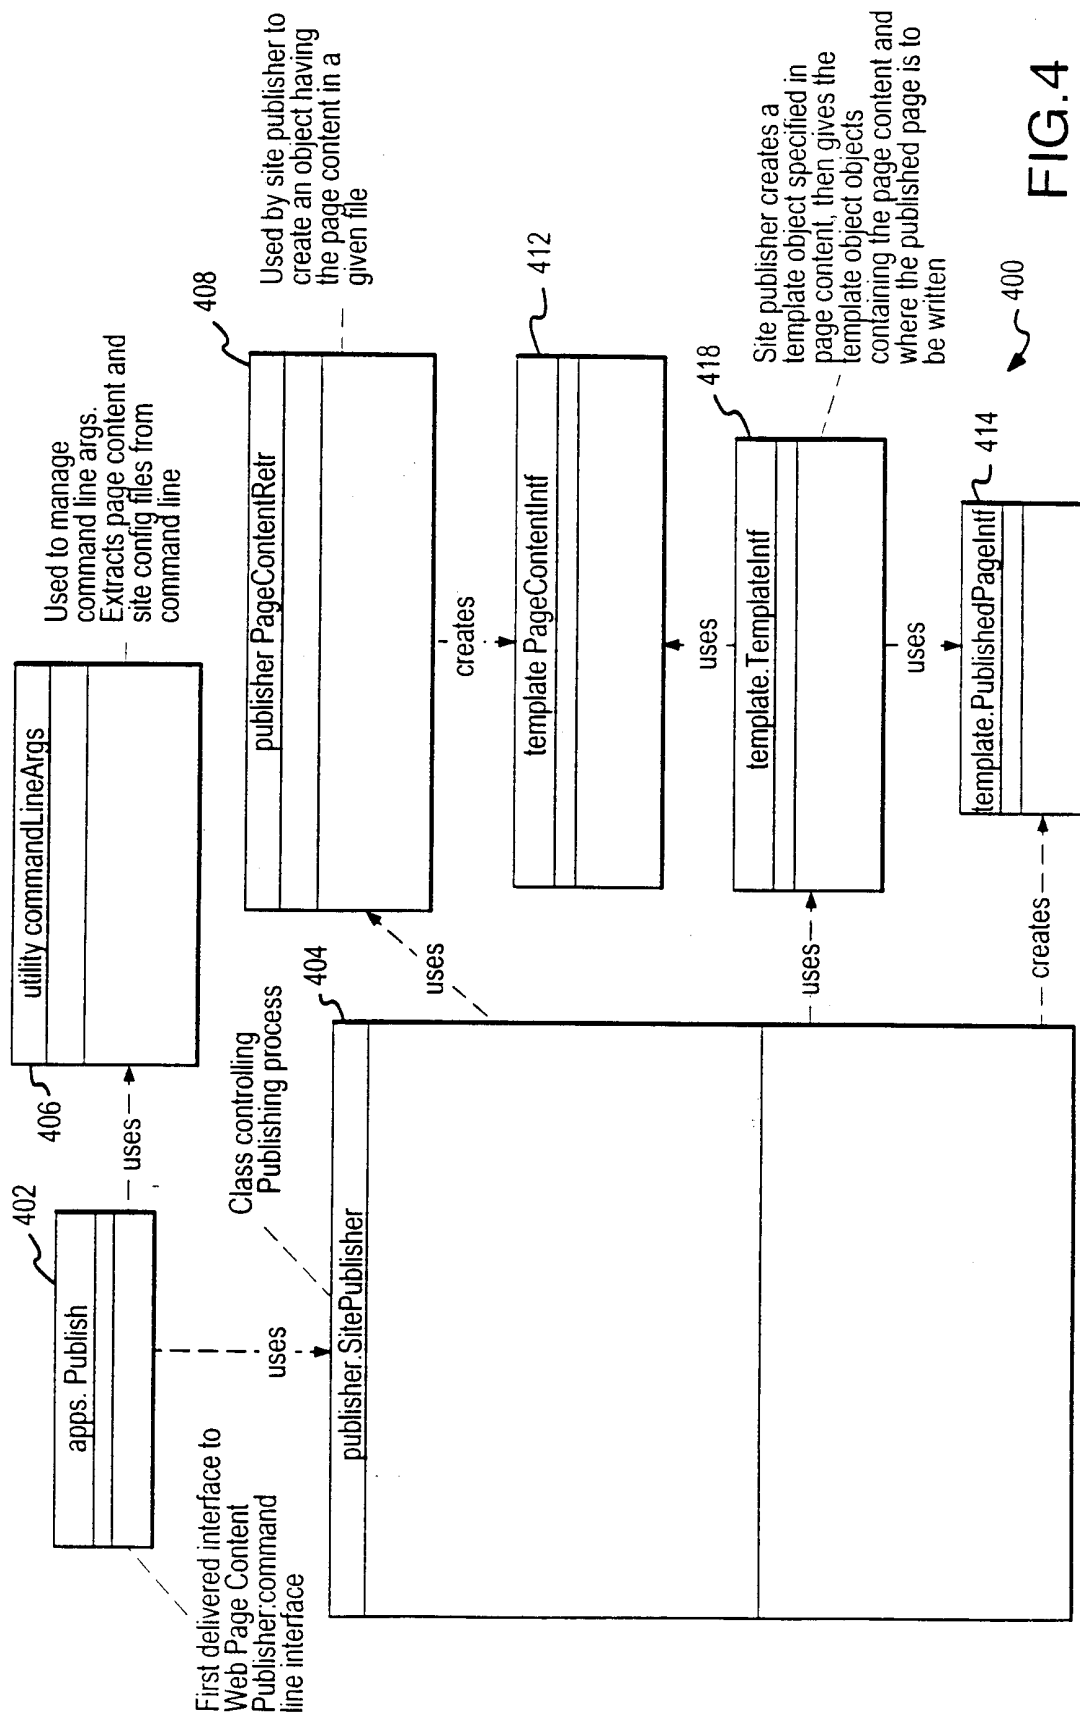 402
apps. Publish
First delivered interface to
Web Page Content
Publisher:command
line interface
uses
406
utility commandLineArgs
Used to manage
command line args.
Extracts page content and
site config files from
command line
uses
Class controlling
Publishing process
404
publisher.SitePublisher
uses
408
publisher PageContentRetr
Used by site publisher to
create an object having
the page content in a
given file
creates
412
template PageContentIntf
uses
uses
418
template.TemplateIntf
Site publisher creates a
template object specified in
page content, then gives the
template object objects
containing the page content and
where the published page is to
be written
uses
creates
414
template.PublishedPageIntf
400
FIG.4